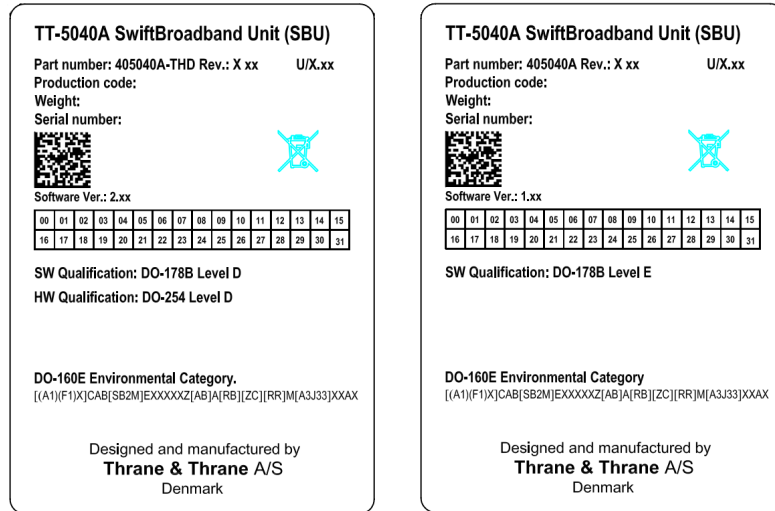 TT-5040A SwiftBroadband Unit (SBU)
Part number: 405040A-THD Rev.: X xx U/X.xx
Production code:
Weight:
Serial number:
Software Ver.: 2.xx
00 01 02 03 04 05 06 07 08 09 10 11 12 13 14 15
16 17 18 19 20 21 22 23 24 25 26 27 28 29 30 31
SW Qualification: DO-178B Level D
HW Qualification: DO-254 Level D
DO-160E Environmental Category.
[(A1)(F1)X]CAB[SB2M]EXXXXXZ[AB]A[RB][ZC][RR]M[A3J33]XXAX
Designed and manufactured by
Thrane & Thrane A/S
Denmark
TT-5040A SwiftBroadband Unit (SBU)
Part number: 405040A Rev.: X xx U/X.xx
Production code:
Weight:
Serial number:
Software Ver.: 1.xx
00 01 02 03 04 05 06 07 08 09 10 11 12 13 14 15
16 17 18 19 20 21 22 23 24 25 26 27 28 29 30 31
SW Qualification: DO-178B Level E
DO-160E Environmental Category
[(A1)(F1)X]CAB[SB2M]EXXXXXZ[AB]A[RB][ZC][RR]M[A3J33]XXAX
Designed and manufactured by
Thrane & Thrane A/S
Denmark